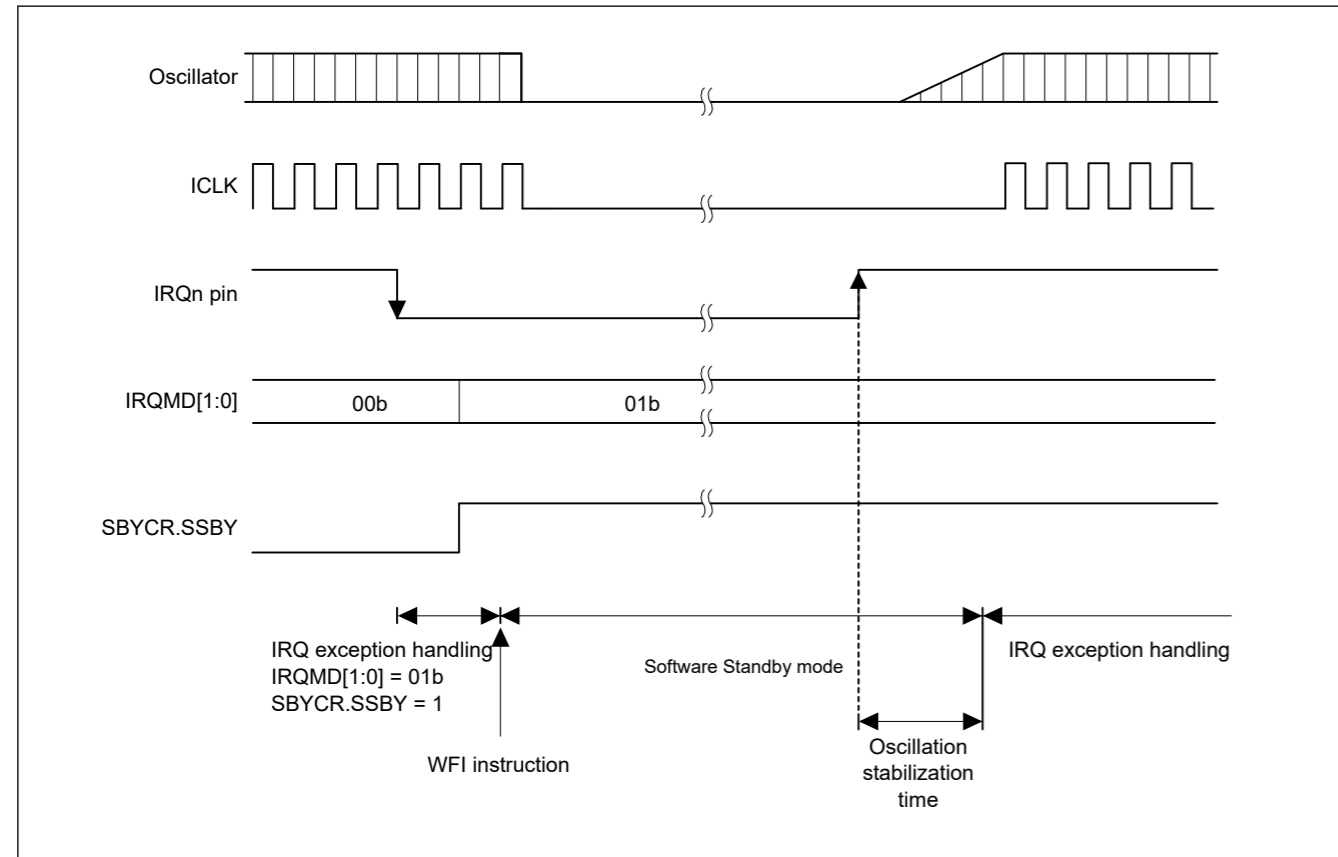 Oscillator
ICLK
IRQn pin
IRQMD[1:0]
00b
01b
SBYCR.SSBY
IRQ exception handling
IRQMD[1:0] = 01b
SBYCR.SSBY = 1
WFI instruction
Software Standby mode
Oscillation
stabilization
time
IRQ exception handling